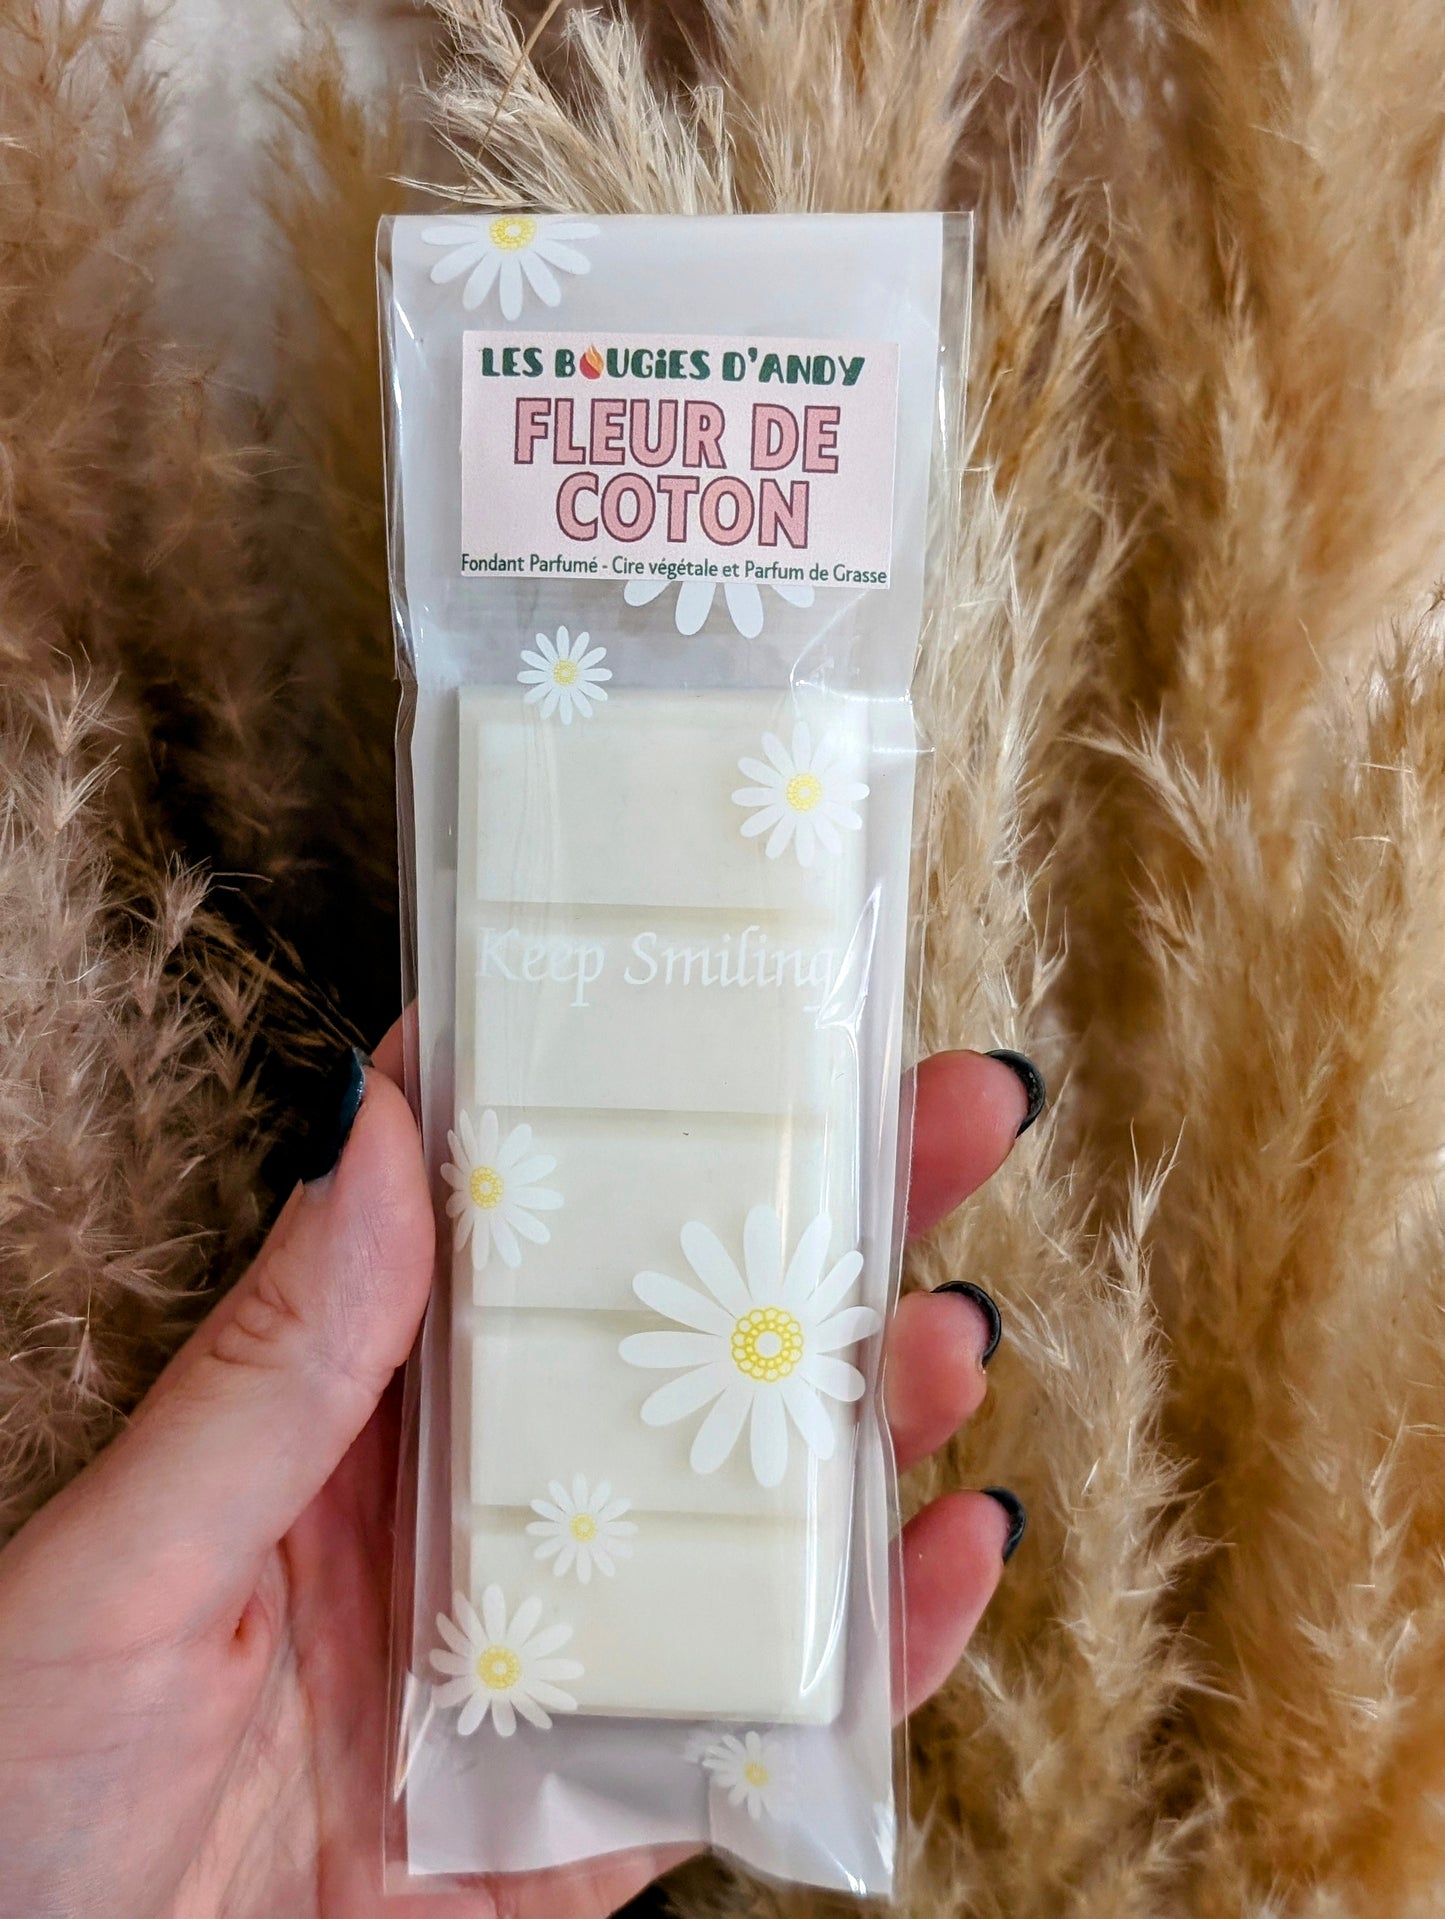 LES BOUGiES D'ANDY
FLEUR DE
COTON
Fondant Parfumé - Cire végétale et Parfum de Grasse
Keep Smiling